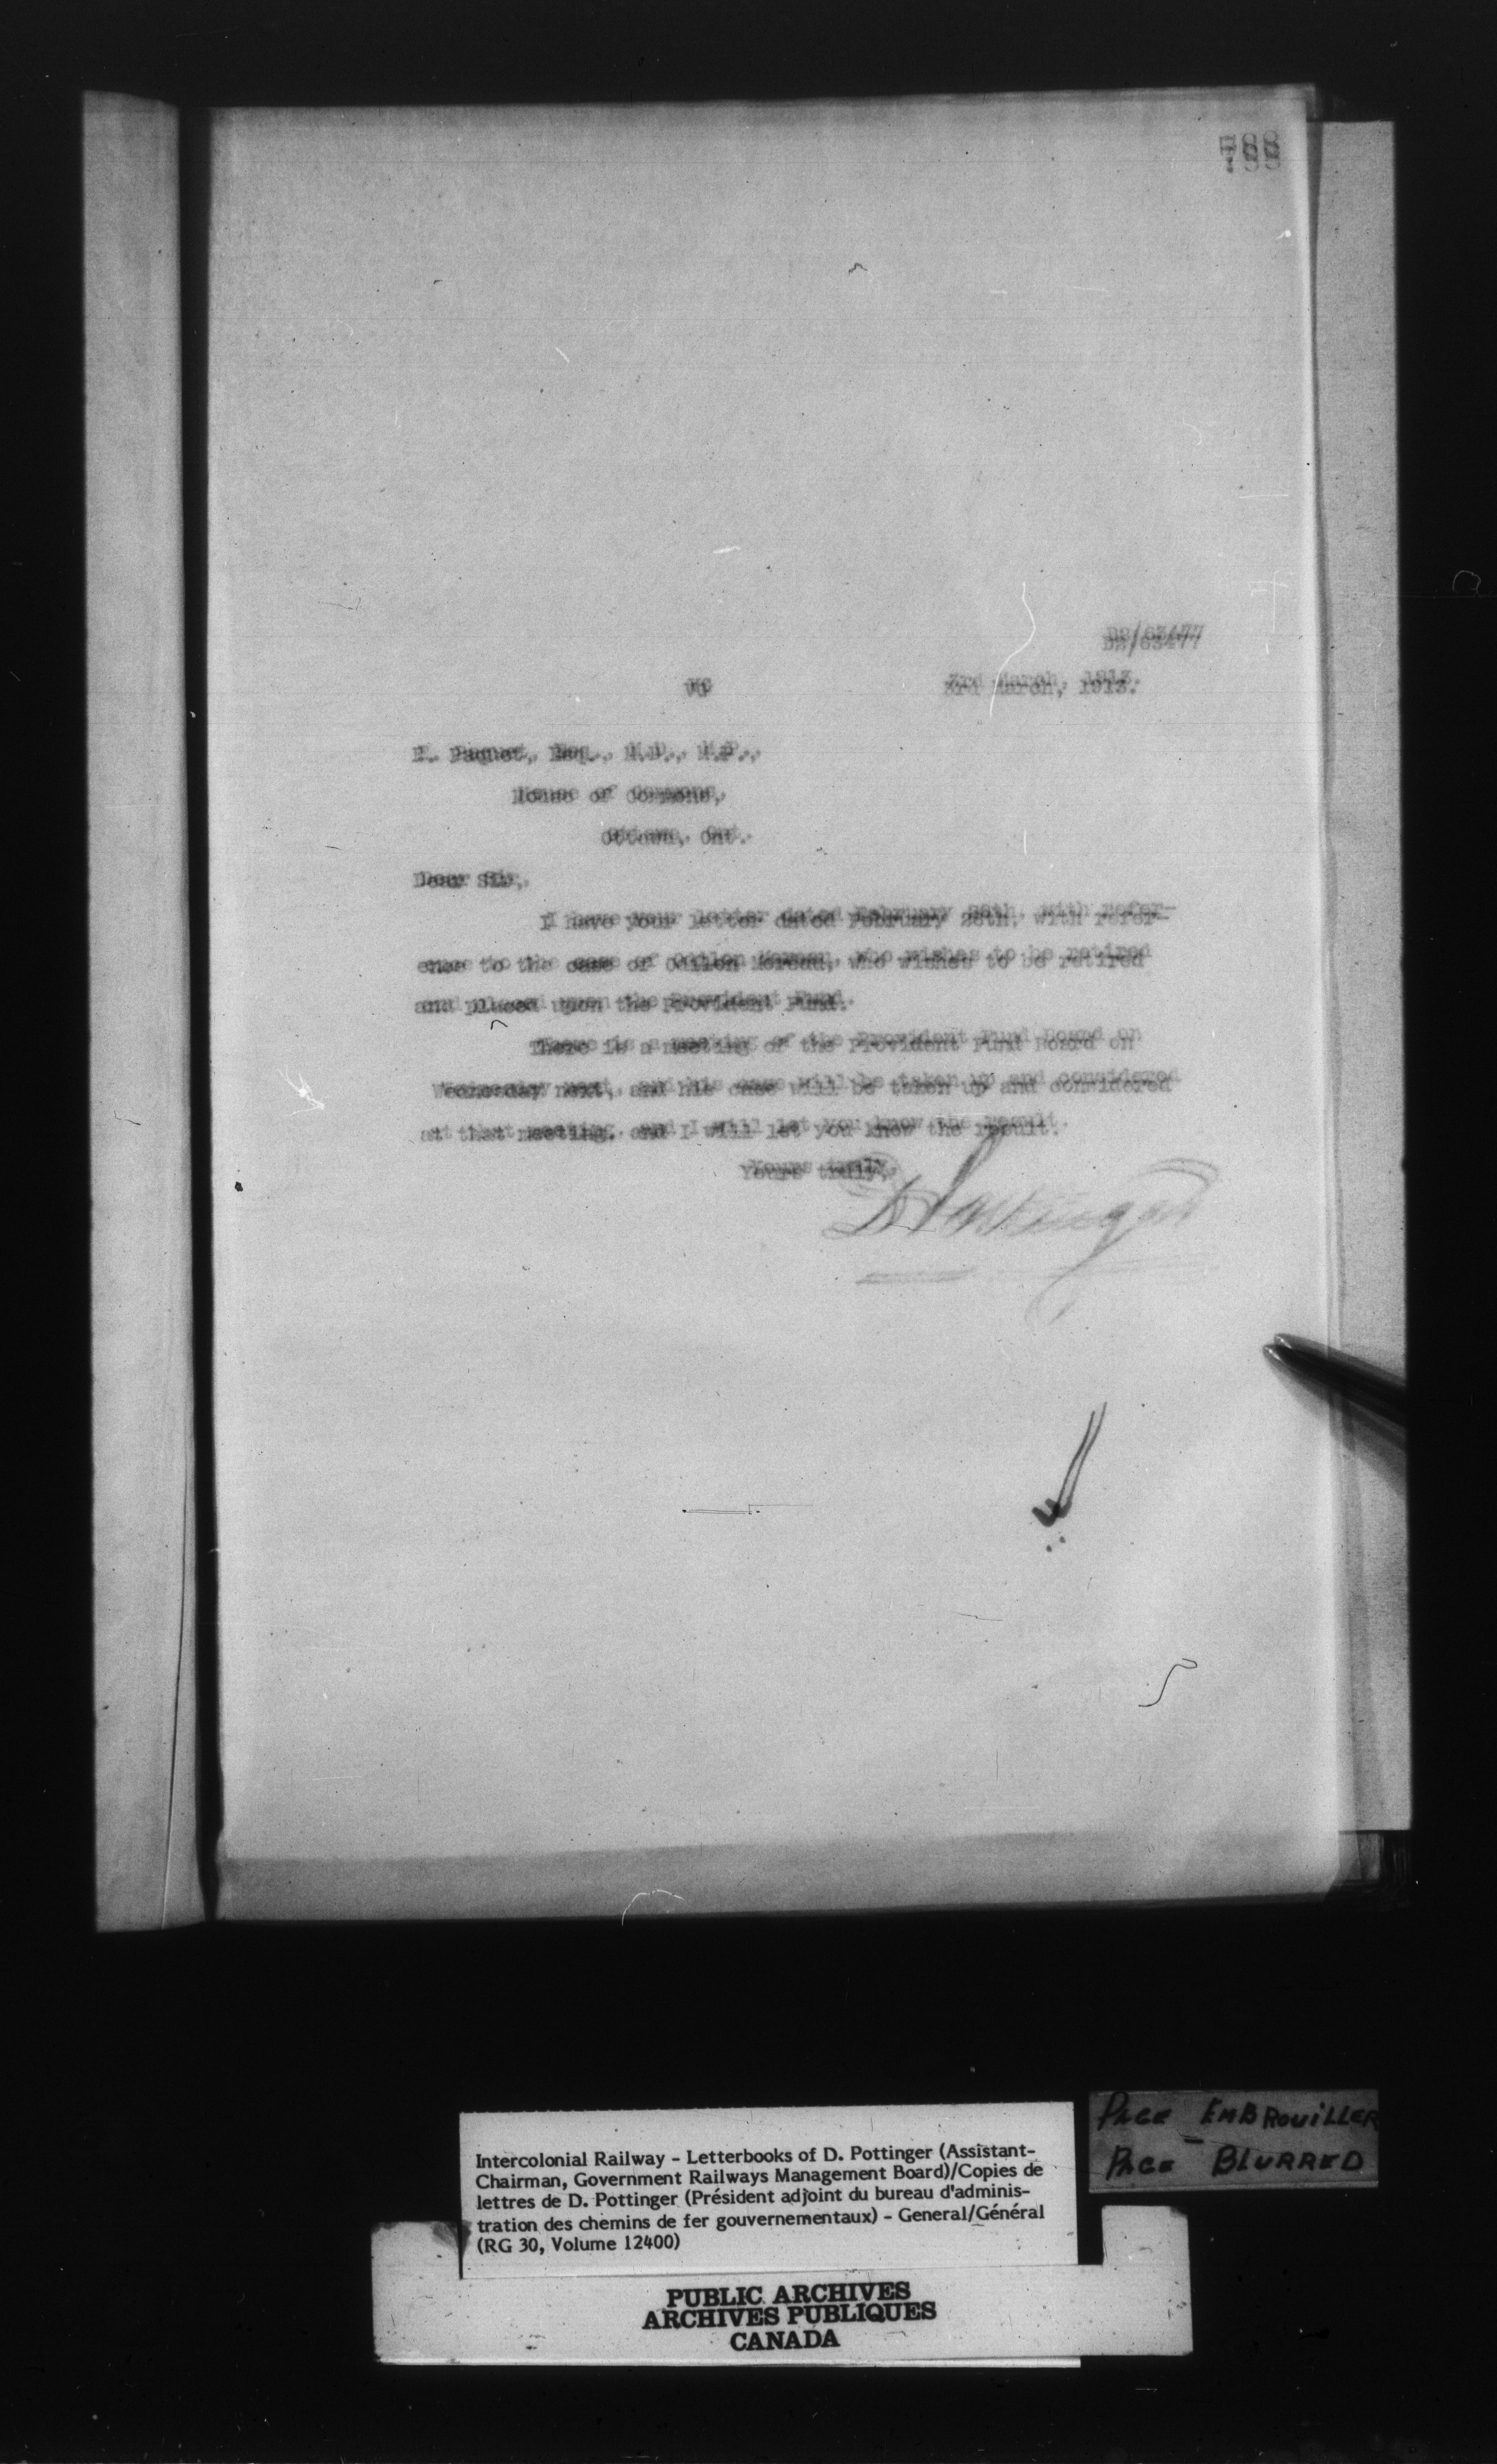 788
D2/63477
3rd March, 1913.
E. Paquet, Esq., M.D., M.P.,
House of Commons,
Ottawa, Ont.
Dear Sir,
I have your letter dated February 28th, with refer-
ence to the case of Moreau, who wishes to be retired
and placed upon the Provident Fund.
There is a meeting of the Provident Fund Board on
Wednesday next, and his case will be taken up and considered
at that meeting, and I will let you know the result.
Yours truly,
D Pottinger
PAGE EMBROUILLER
PAGE BLURRED
Intercolonial Railway - Letterbooks of D. Pottinger (Assistant-
Chairman, Government Railways Management Board)/Copies de
lettres de D. Pottinger (Président adjoint du bureau d'adminis-
tration des chemins de fer gouvernementaux) - General/Général
(RG 30, Volume 12400)
PUBLIC ARCHIVES
ARCHIVES PUBLIQUES
CANADA